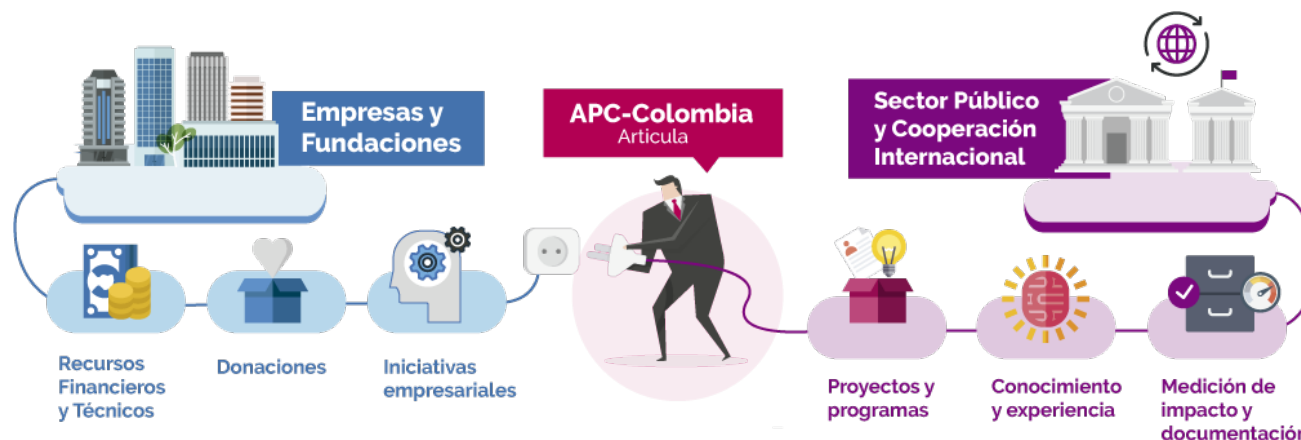 Empresas y
Fundaciones
APC-Colombia
Articula
Sector Público
y Cooperación
Internacional
Recursos
Financieros
y Técnicos
Donaciones
Iniciativas
empresariales
Proyectos y
programas
Conocimiento
y experiencia
Medición de
impacto y
documentación